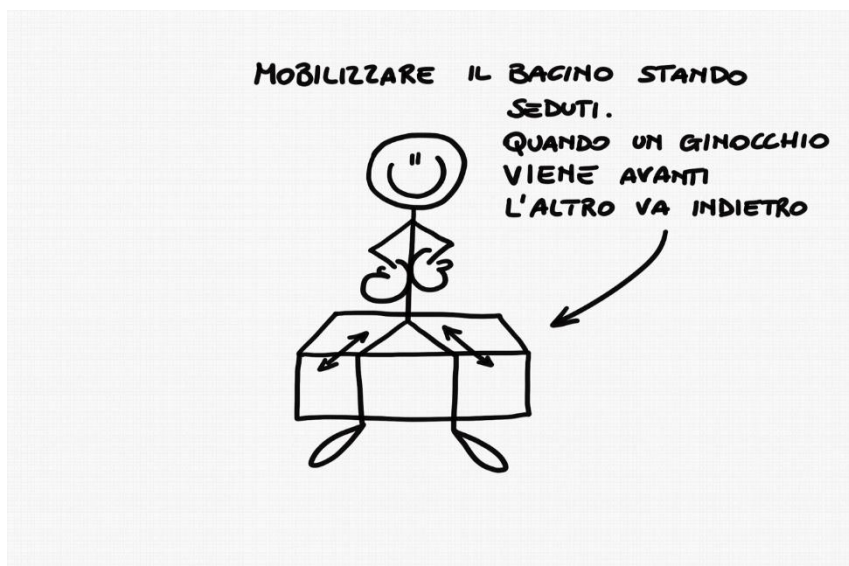 MOBILIZZARE IL BACINO STANDO
SEDUTI.
QUANDO UN GINOCCHIO
VIENE AVANTI
L'ALTRO VA INDIETRO